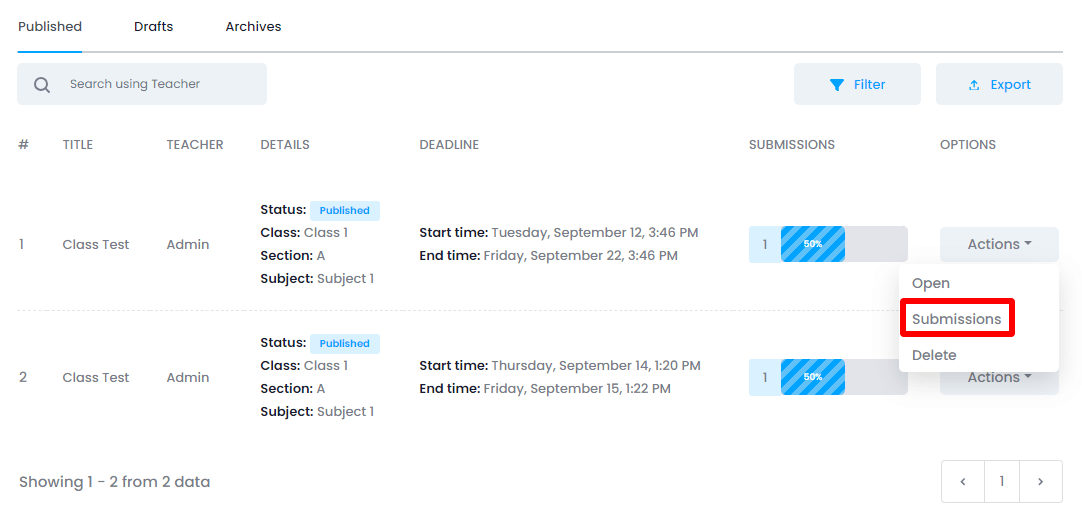 Published Drafts Archives
Search using Teacher Filter Export
# TITLE TEACHER DETAILS DEADLINE SUBMISSIONS OPTIONS
Status: Published
Class: Class 1 Start time: Tuesday, September 12, 3:46 PM
1 Class Test Admin 1 50% Actions
Section: A End time: Friday, September 22, 3:46 PM
Subject: Subject 1
Open
Submissions
Delete
Status: Published
Class: Class 1 Start time: Thursday, September 14, 1:20 PM
2 Class Test Admin 1 50% Actions
Section: A End time: Friday, September 15, 1:22 PM
Subject: Subject 1
Showing 1 - 2 from 2 data ‹ 1 ›